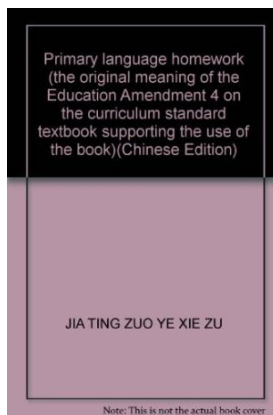 Primary language homework
(the original meaning of the
Education Amendment 4 on
the curriculum standard
textbook supporting the use of
the book)(Chinese Edition)
JIA TING ZUO YE XIE ZU
Note: This is not the actual book cover